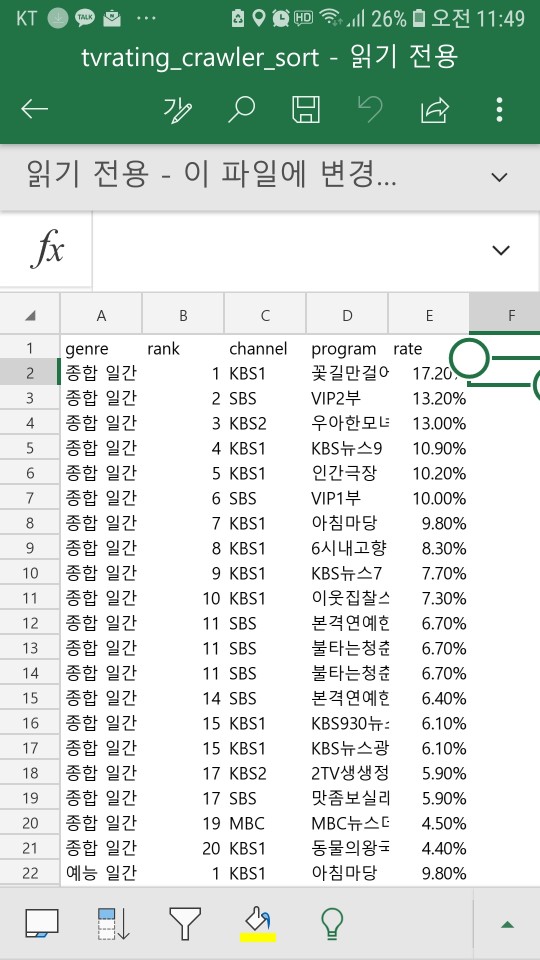 KT TALK HD 26% 오전 11:49
tvrating_crawler_sort - 읽기 전용
가
읽기 전용 - 이 파일에 변경...
fx
A B C D E F
1 genre rank channel program rate
2 종합 일간 1 KBS1 꽃길만걸어 17.20%
3 종합 일간 2 SBS VIP2부 13.20%
4 종합 일간 3 KBS2 우아한모녀 13.00%
5 종합 일간 4 KBS1 KBS뉴스9 10.90%
6 종합 일간 5 KBS1 인간극장 10.20%
7 종합 일간 6 SBS VIP1부 10.00%
8 종합 일간 7 KBS1 아침마당 9.80%
9 종합 일간 8 KBS1 6시내고향 8.30%
10 종합 일간 9 KBS1 KBS뉴스7 7.70%
11 종합 일간 10 KBS1 이웃집찰 7.30%
12 종합 일간 11 SBS 본격연예한 6.70%
13 종합 일간 11 SBS 불타는청춘 6.70%
14 종합 일간 11 SBS 불타는청춘 6.70%
15 종합 일간 14 SBS 본격연예한 6.40%
16 종합 일간 15 KBS1 KBS930뉴 6.10%
17 종합 일간 15 KBS1 KBS뉴스광 6.10%
18 종합 일간 17 KBS2 2TV생생정 5.90%
19 종합 일간 17 SBS 맛좀보실래 5.90%
20 종합 일간 19 MBC MBC뉴스데 4.50%
21 종합 일간 20 KBS1 동물의왕국 4.40%
22 예능 일간 1 KBS1 아침마당 9.80%